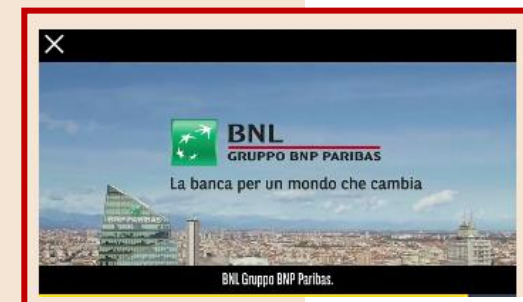 BNL
GRUPPO BNP PARIBAS
La banca per un mondo che cambia
BNL Gruppo BNP Paribas.